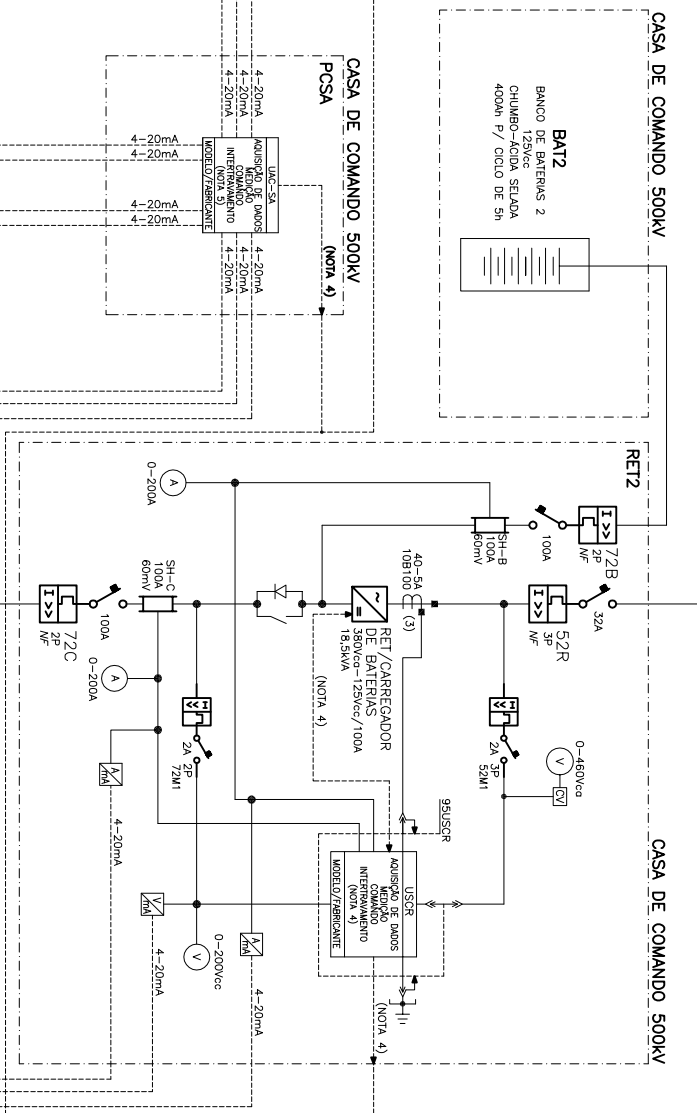 CASA DE COMANDO 500kV
BAT2
BANCO DE BATERIAS 2
125Vcc
CHUMBO-ÁCIDA SELADA
400Ah P/ CICLO DE 5h
CASA DE COMANDO 500kV
PCSA
4-20mA
4-20mA
4-20mA
4-20mA
4-20mA
4-20mA
4-20mA
UAC-SA
AQUISIÇÃO DE DADOS
MEDIÇÃO
COMANDO
INTERTRAVAMENTO
(NOTA 5)
MODELO/FABRICANTE
4-20mA
4-20mA
4-20mA
(NOTA 4)
CASA DE COMANDO 500kV
RET2
72B
2P
NF
I >>
100A
SH-B
100A
60mV
A
0-200A
32A
52R
3P
NF
I >>
40-5A
10B100
(3)
RET/CARREGADOR
DE BATERIAS
380Vca-125Vcc/100A
18,5kVA
(NOTA 4)
SH-C
100A
60mV
100A
72C
2P
NF
I >>
A
0-200A
I >>
2A
2P
72M1
I >>
2A
3P
52M1
0-460Vca
V
CV
95USCR
USCR
AQUISIÇÃO DE DADOS
MEDIÇÃO
COMANDO
INTERTRAVAMENTO
(NOTA 4)
MODELO/FABRICANTE
(NOTA 4)
A
mA
4-20mA
V
mA
4-20mA
V
0-200Vcc
A
mA
4-20mA